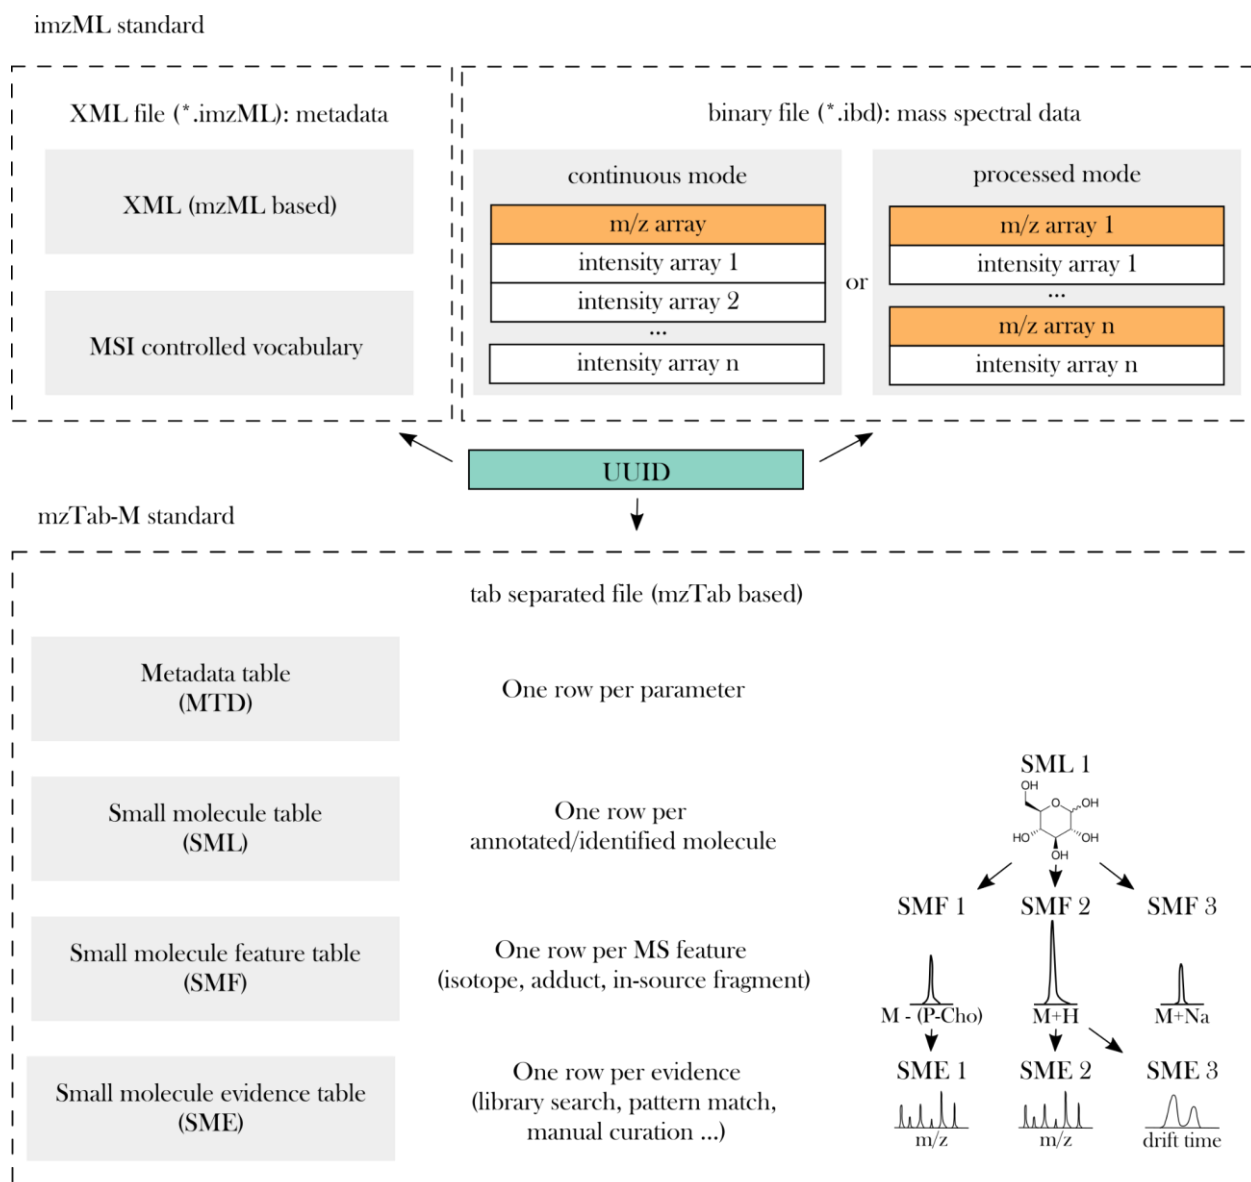 imzML standard
XML file (*.imzML): metadata
XML (mzML based)
MSI controlled vocabulary
binary file (*.ibd): mass spectral data
continuous mode
m/z array
intensity array 1
intensity array 2
...
intensity array n
or
processed mode
m/z array 1
intensity array 1
...
m/z array n
intensity array n
UUID
mzTab-M standard
tab separated file (mzTab based)
Metadata table
(MTD)
One row per parameter
Small molecule table
(SML)
One row per
annotated/identified molecule
Small molecule feature table
(SMF)
One row per MS feature
(isotope, adduct, in-source fragment)
Small molecule evidence table
(SME)
One row per evidence
(library search, pattern match,
manual curation ...)
SML 1
OH
O
OH
HO
OH
OH
SMF 1
SMF 2
SMF 3
M - (P-Cho)
M+H
M+Na
SME 1
SME 2
SME 3
m/z
m/z
drift time